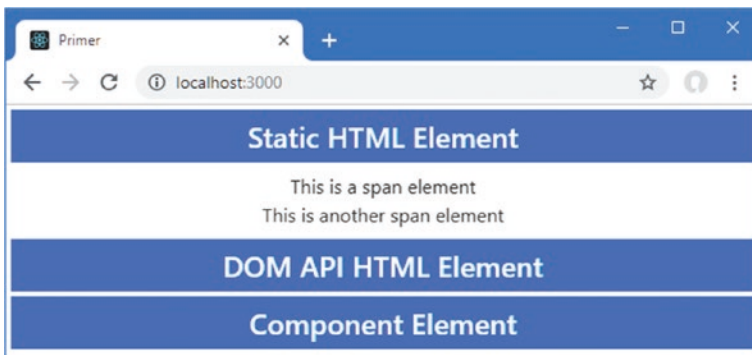 Primer
localhost:3000
Static HTML Element
This is a span element
This is another span element
DOM API HTML Element
Component Element